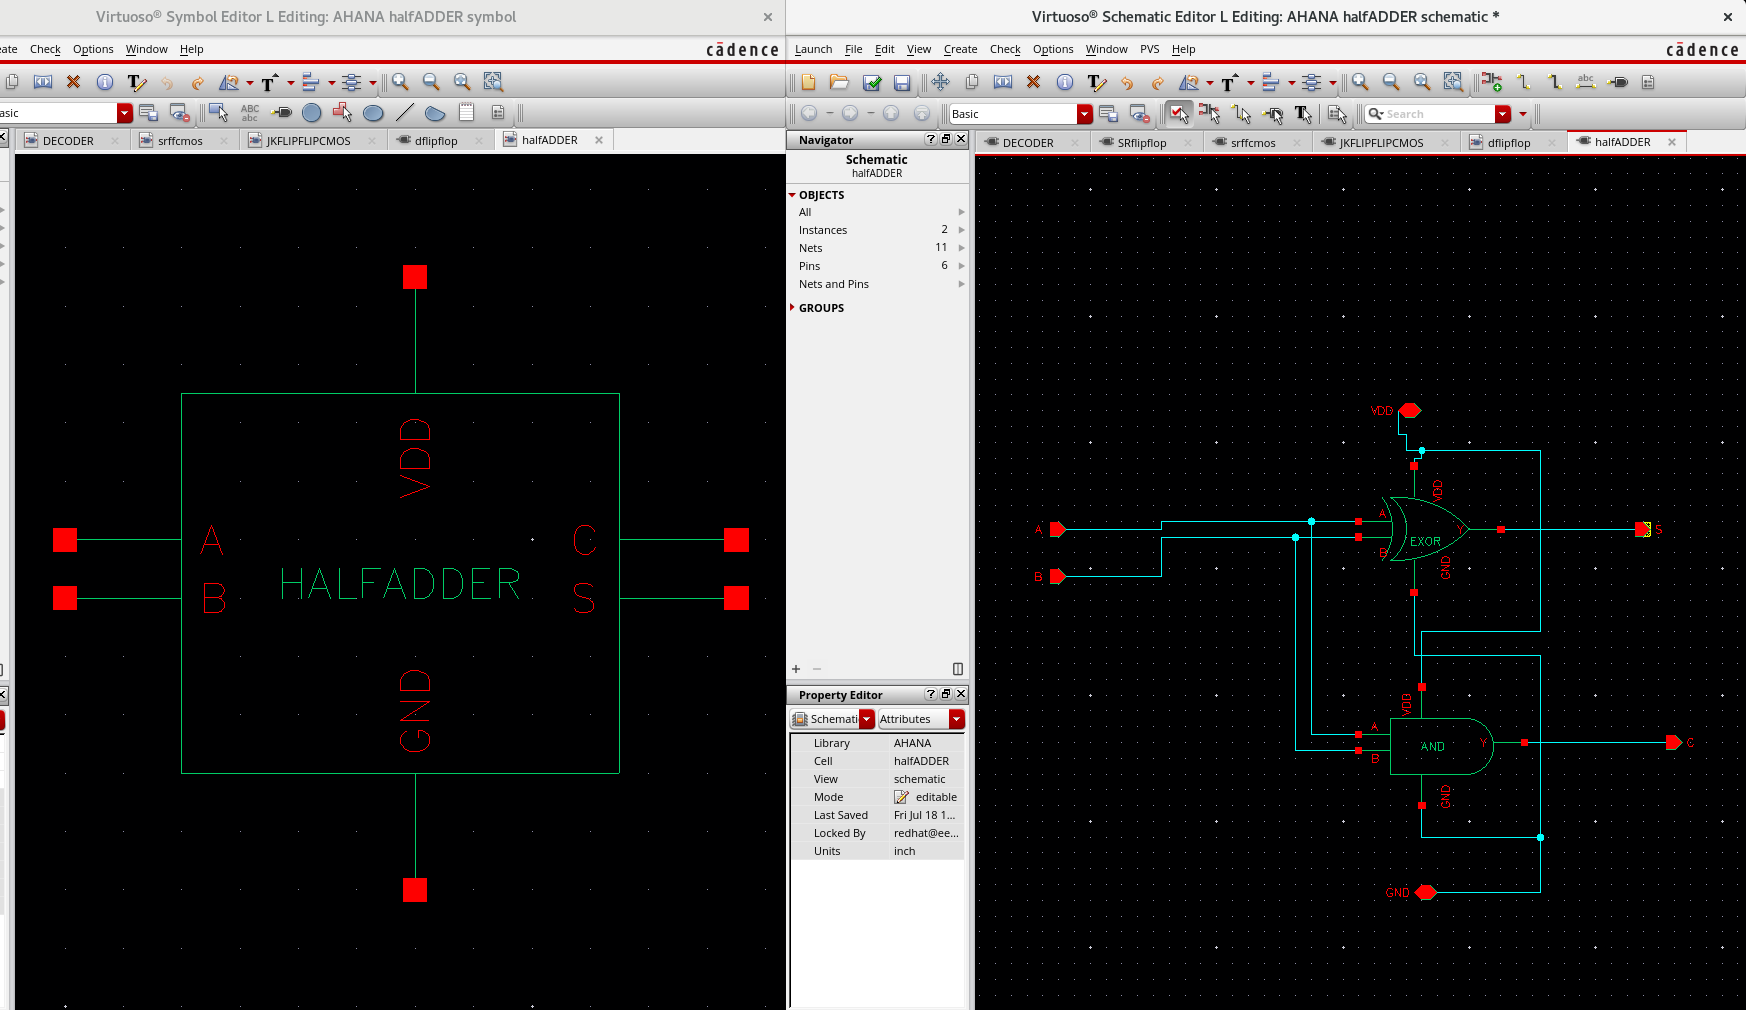 Virtuoso® Symbol Editor L Editing: AHANA halfADDER symbol
eate Check Options Window Help
cādence
asic
ABC
abc
DECODER srffcmos JKFLIPFLIPCMOS dflipflop halfADDER
VDD
A
B
HALFADDER
C
S
GND
Virtuoso® Schematic Editor L Editing: AHANA halfADDER schematic *
Launch File Edit View Create Check Options Window PVS Help
cādence
abc
Basic
Search
Navigator
Schematic
halfADDER
OBJECTS
All
Instances 2
Nets 11
Pins 6
Nets and Pins
GROUPS
Property Editor
Schemati Attributes
Library AHANA
Cell halfADDER
View schematic
Mode editable
Last Saved Fri Jul 18 1...
Locked By redhat@ee...
Units inch
DECODER SRflipflop srffcmos JKFLIPFLIPCMOS dflipflop halfADDER
VDD
VDD
A
A
B
EXOR
Y
S
B
GND
VDD
A
B
AND
Y
C
GND
GND